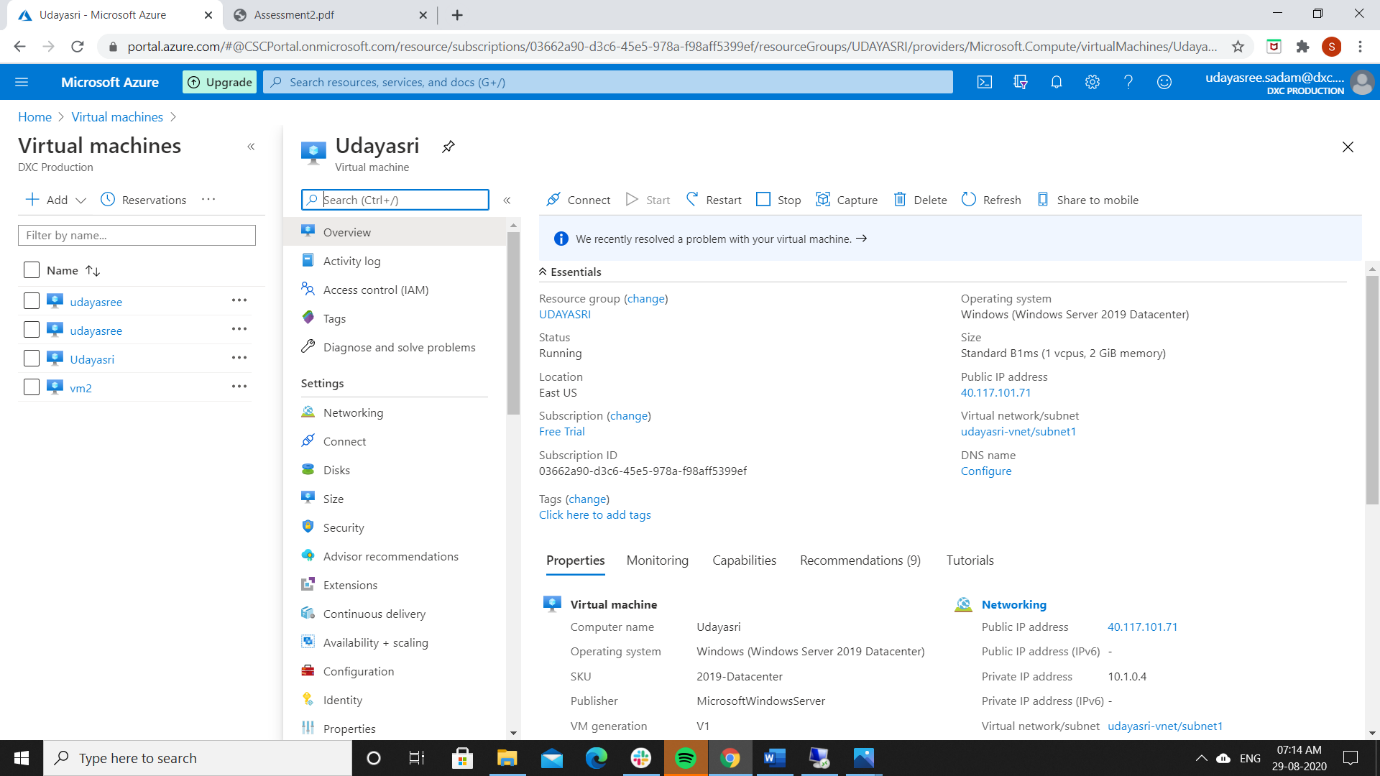 Udayasri - Microsoft Azure
Assessment2.pdf
portal.azure.com/#@CSCPortal.onmicrosoft.com/resource/subscriptions/03662a90-d3c6-45e5-978a-f98aff5399ef/resourceGroups/UDAYASRI/providers/Microsoft.Compute/virtualMachines/Udaya...
S
Microsoft Azure
Upgrade
Search resources, services, and docs (G+/)
udayasree.sadam@dxc....
DXC PRODUCTION
Home > Virtual machines >
Virtual machines
DXC Production
Add
Reservations
Filter by name...
Name
udayasree
udayasree
Udayasri
vm2
Udayasri
Virtual machine
Search (Ctrl+/)
Overview
Activity log
Access control (IAM)
Tags
Diagnose and solve problems
Settings
Networking
Connect
Disks
Size
Security
Advisor recommendations
Extensions
Continuous delivery
Availability + scaling
Configuration
Identity
Properties
Connect
Start
Restart
Stop
Capture
Delete
Refresh
Share to mobile
We recently resolved a problem with your virtual machine. →
Essentials
Resource group (change)
UDAYASRI
Status
Running
Location
East US
Subscription (change)
Free Trial
Subscription ID
03662a90-d3c6-45e5-978a-f98aff5399ef
Tags (change)
Click here to add tags
Operating system
Windows (Windows Server 2019 Datacenter)
Size
Standard B1ms (1 vcpus, 2 GiB memory)
Public IP address
40.117.101.71
Virtual network/subnet
udayasri-vnet/subnet1
DNS name
Configure
Properties
Monitoring
Capabilities
Recommendations (9)
Tutorials
Virtual machine
Computer name Udayasri
Operating system Windows (Windows Server 2019 Datacenter)
SKU 2019-Datacenter
Publisher MicrosoftWindowsServer
VM generation V1
Networking
Public IP address 40.117.101.71
Public IP address (IPv6) -
Private IP address 10.1.0.4
Private IP address (IPv6) -
Virtual network/subnet udayasri-vnet/subnet1
Type here to search
ENG
07:14 AM
29-08-2020